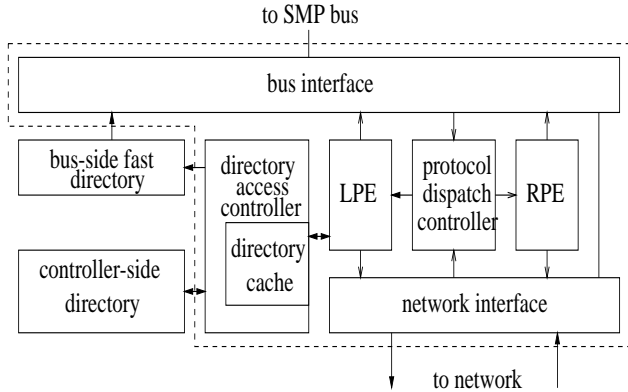 to SMP bus
bus interface
bus-side fast
directory
directory
access
controller
LPE
protocol
dispatch
controller
RPE
directory
cache
controller-side
directory
network interface
to network